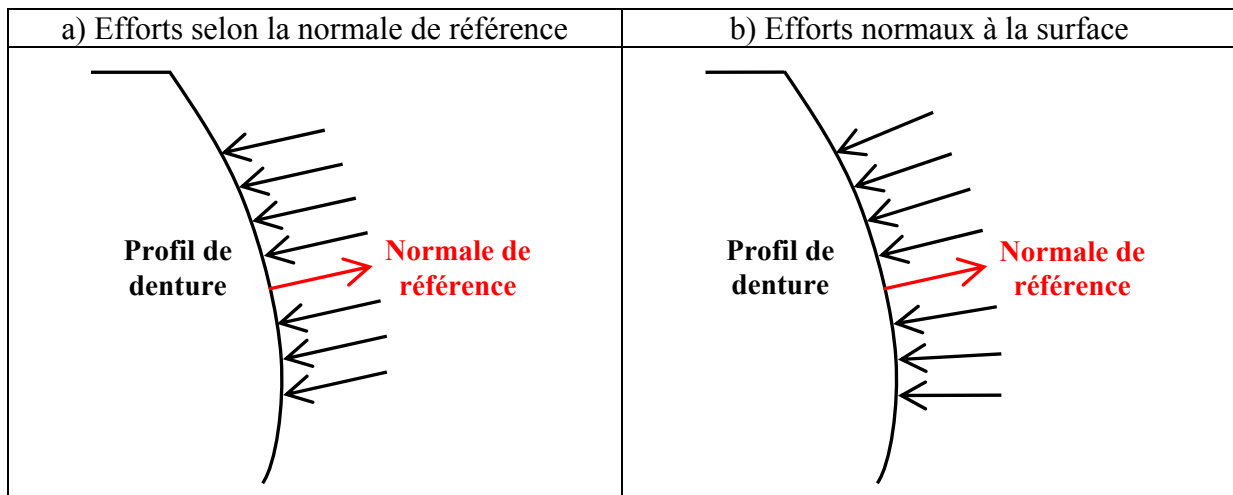 a) Efforts selon la normale de référence
b) Efforts normaux à la surface
Profil de
denture
Normale de
référence
Profil de
denture
Normale de
référence